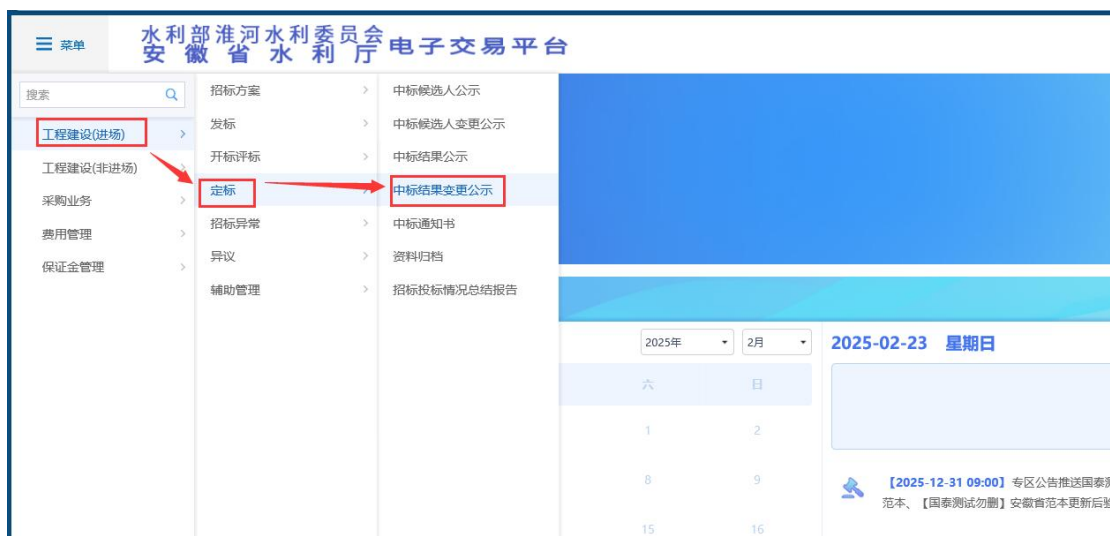 菜单
水利部淮河水利委员会
安徽省水利厅
电子交易平台
搜索
工程建设(进场)
工程建设(非进场)
采购业务
费用管理
保证金管理
招标方案
发标
开标评标
定标
招标异常
异议
辅助管理
中标候选人公示
中标候选人变更公示
中标结果公示
中标结果变更公示
中标通知书
资料归档
招标投标情况总结报告
2025年
2月
六
日
1
2
8
9
15
16
2025-02-23 星期日
【2025-12-31 09:00】专区公告推送国泰测
范本、【国泰测试勿删】安徽省范本更新后验